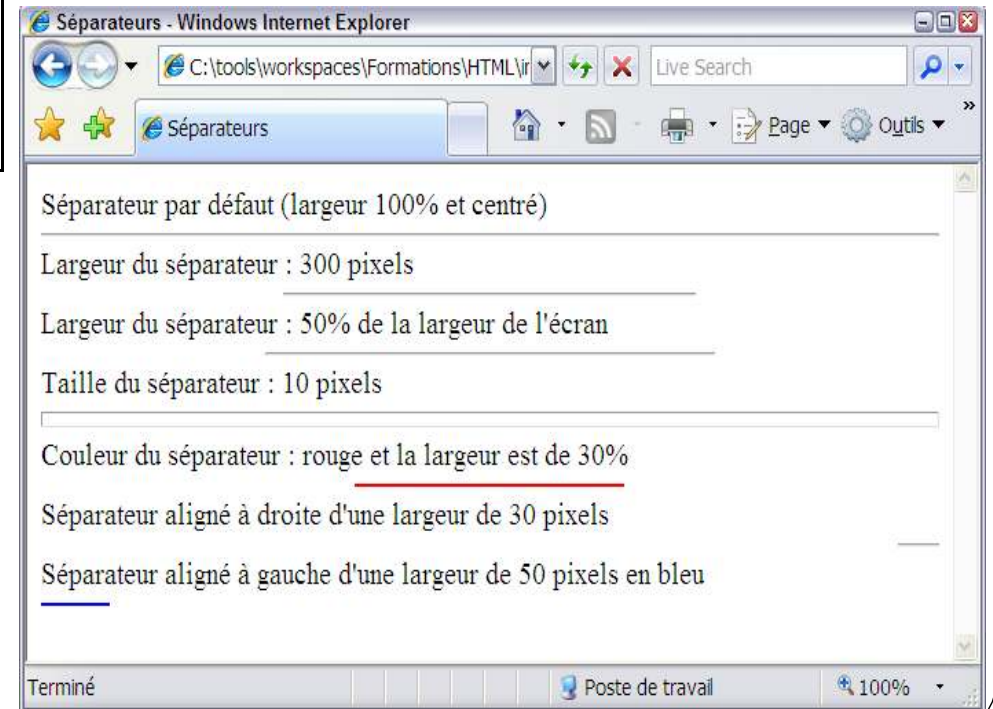 Séparateurs - Windows Internet Explorer
C:\tools\workspaces\Formations\HTML\ir
Live Search
Séparateurs
Page
Outils
»
Séparateur par défaut (largeur 100% et centré)
Largeur du séparateur : 300 pixels
Largeur du séparateur : 50% de la largeur de l'écran
Taille du séparateur : 10 pixels
Couleur du séparateur : rouge et la largeur est de 30%
Séparateur aligné à droite d'une largeur de 30 pixels
Séparateur aligné à gauche d'une largeur de 50 pixels en bleu
Terminé
Poste de travail
100%